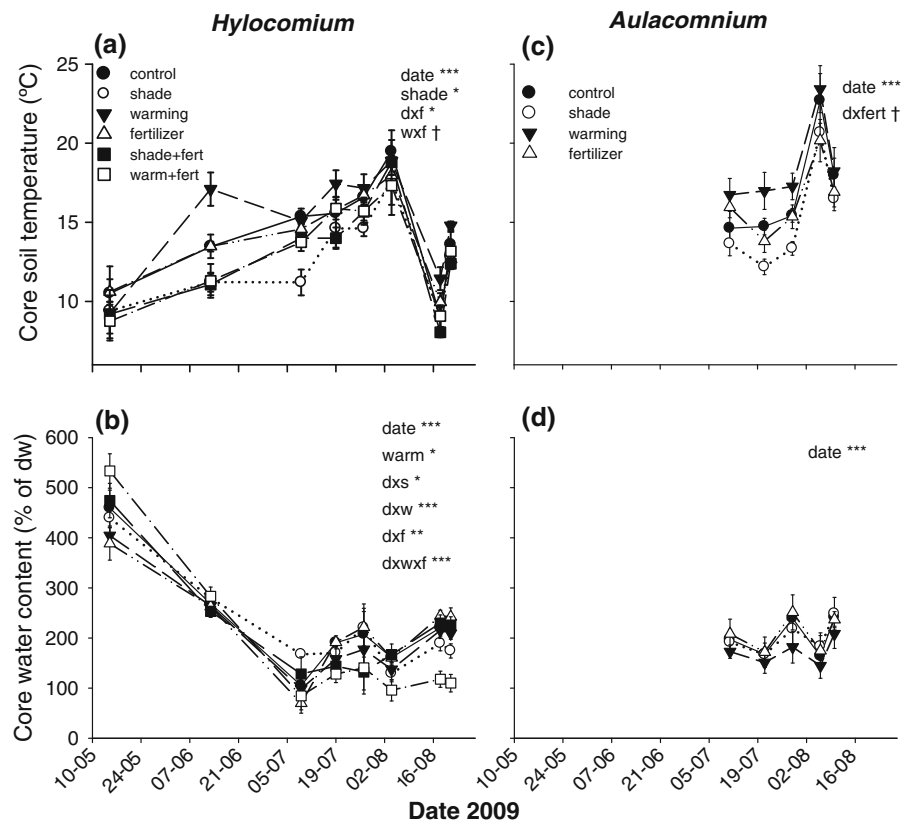 Hylocomium
Aulacomnium
(a)
25
20
15
10
Core soil temperature (ºC)
control
shade
warming
fertilizer
shade+fert
warm+fert
date ***
shade *
dxf *
wxf †
(c)
control
shade
warming
fertilizer
date ***
dxfert †
(b)
600
500
400
300
200
100
0
Core water content (% of dw)
date ***
warm *
dxs *
dxw ***
dxf **
dxwxf ***
(d)
date ***
10-05
24-05
07-06
21-06
05-07
19-07
02-08
16-08
10-05
24-05
07-06
21-06
05-07
19-07
02-08
16-08
Date 2009